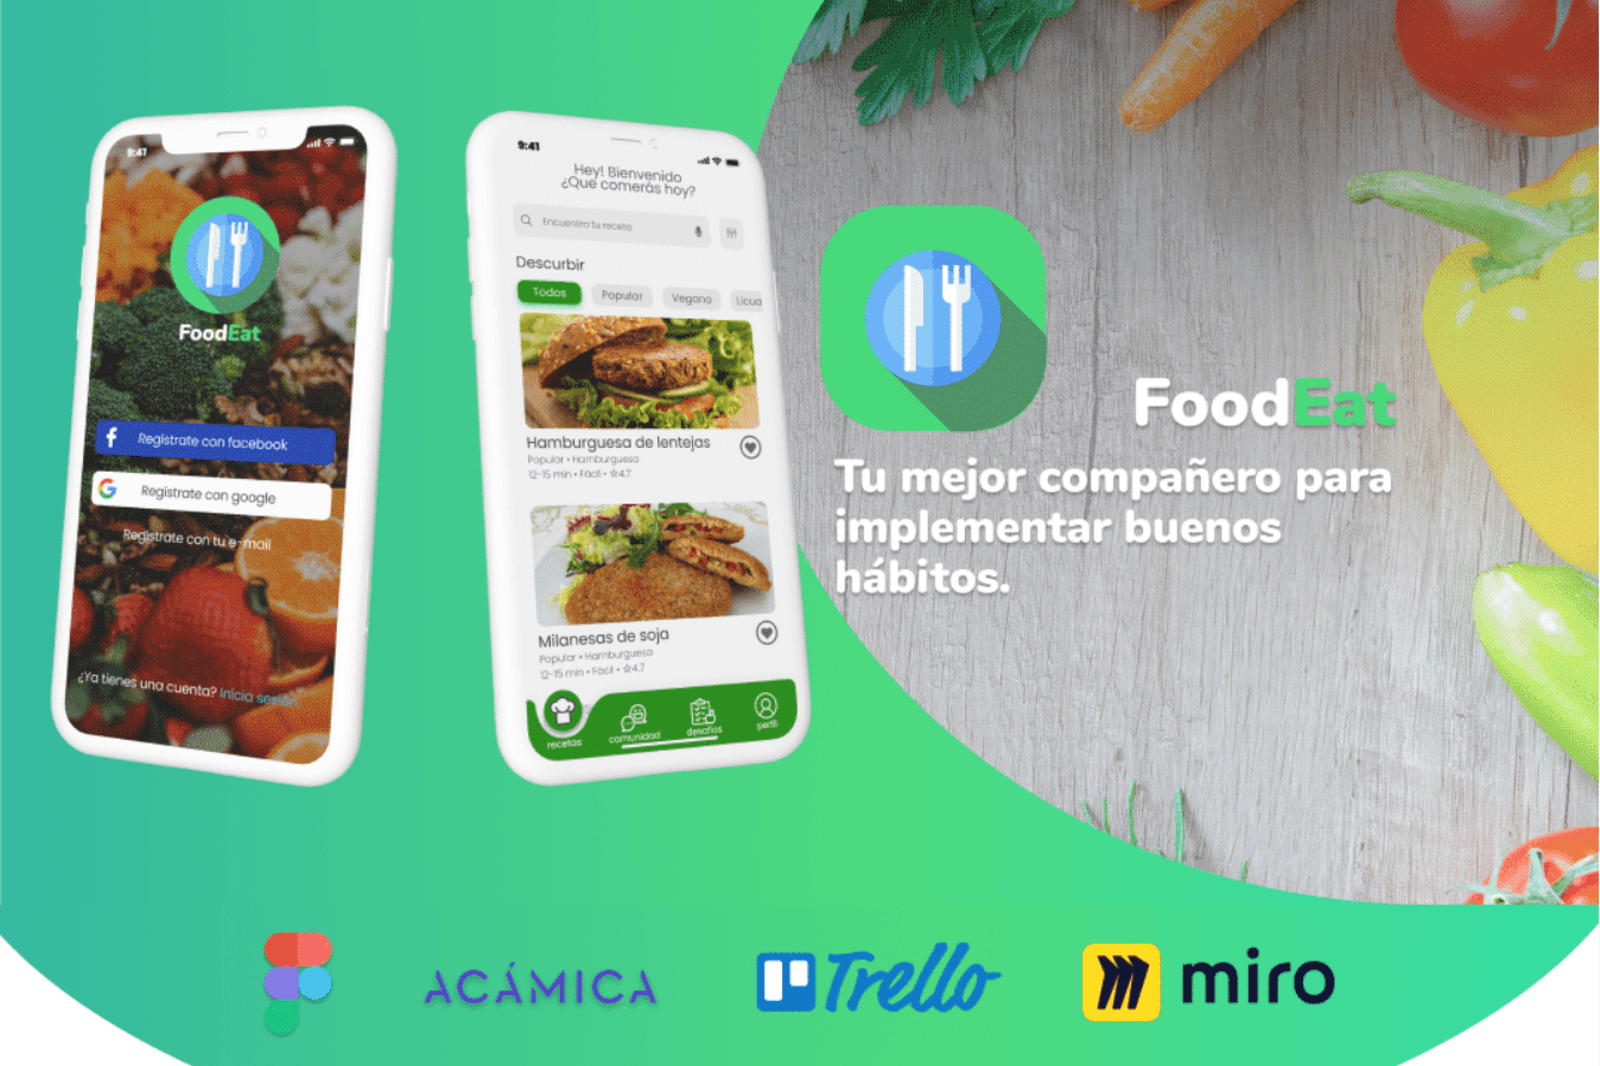 9:41
FoodEat
Regístrate con facebook
Regístrate con google
Regístrate con tu e-mail
¿Ya tienes una cuenta? Inicia sesión
9:41
Hey! Bienvenido
¿Que comerás hoy?
Encuentra tu receta
Descurbir
Todos Popular Vegano Licua
Hamburguesa de lentejas
Popular • Hamburguesa
12-15 min • Fácil • ☆4.7
Milanesas de soja
Popular • Hamburguesa
12-15 min • Fácil • ☆4.7
recetas comunidad desafíos perfil
FoodEat
Tu mejor compañero para
implementar buenos
hábitos.
ACÁMICA Trello miro